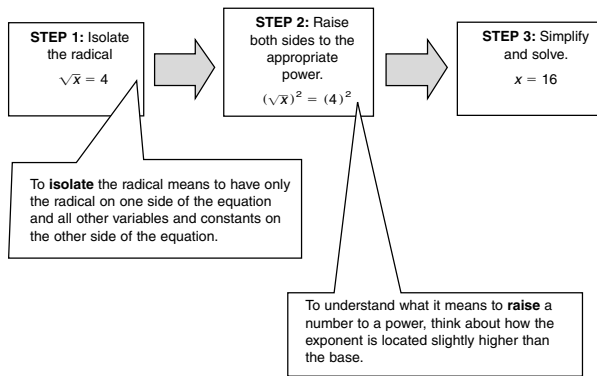 STEP 1: Isolate
the radical
√x = 4
STEP 2: Raise
both sides to the
appropriate
power.
(√x)² = (4)²
STEP 3: Simplify
and solve.
x = 16
To isolate the radical means to have only
the radical on one side of the equation
and all other variables and constants on
the other side of the equation.
To understand what it means to raise a
number to a power, think about how the
exponent is located slightly higher than
the base.